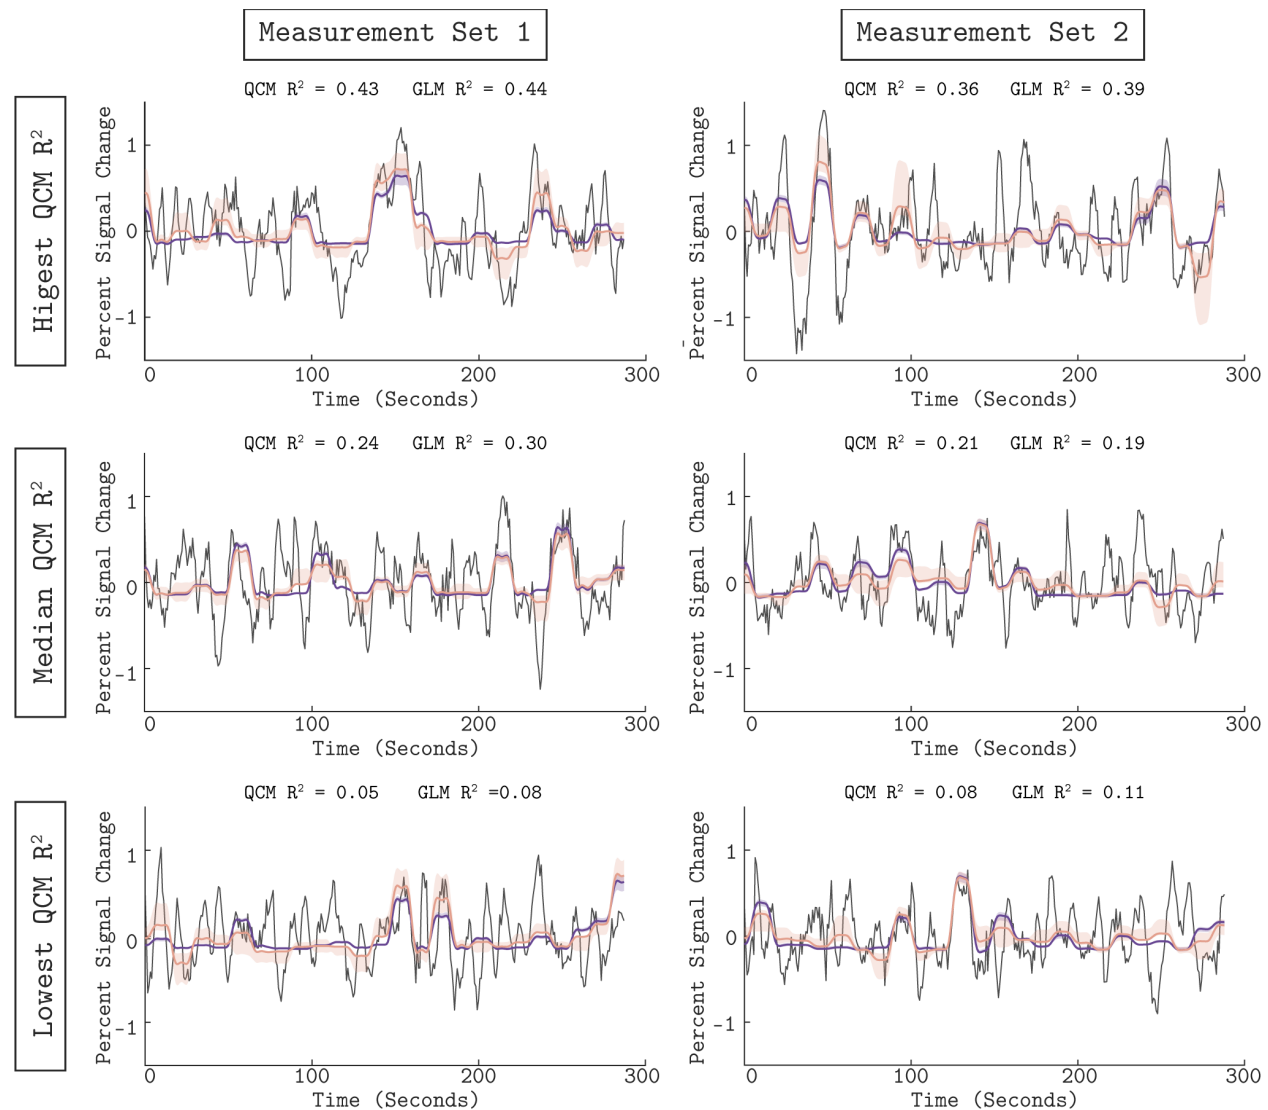 Measurement Set 1
Measurement Set 2
Higest QCM R²
QCM R² = 0.43 GLM R² = 0.44
Percent Signal Change
1
0
-1
0 100 200 300
Time (Seconds)
QCM R² = 0.36 GLM R² = 0.39
Percent Signal Change
1
0
-1
0 100 200 300
Time (Seconds)
Median QCM R²
QCM R² = 0.24 GLM R² = 0.30
Percent Signal Change
1
0
-1
0 100 200 300
Time (Seconds)
QCM R² = 0.21 GLM R² = 0.19
Percent Signal Change
1
0
-1
0 100 200 300
Time (Seconds)
Lowest QCM R²
QCM R² = 0.05 GLM R² =0.08
Percent Signal Change
1
0
-1
0 100 200 300
Time (Seconds)
QCM R² = 0.08 GLM R² = 0.11
Percent Signal Change
1
0
-1
0 100 200 300
Time (Seconds)